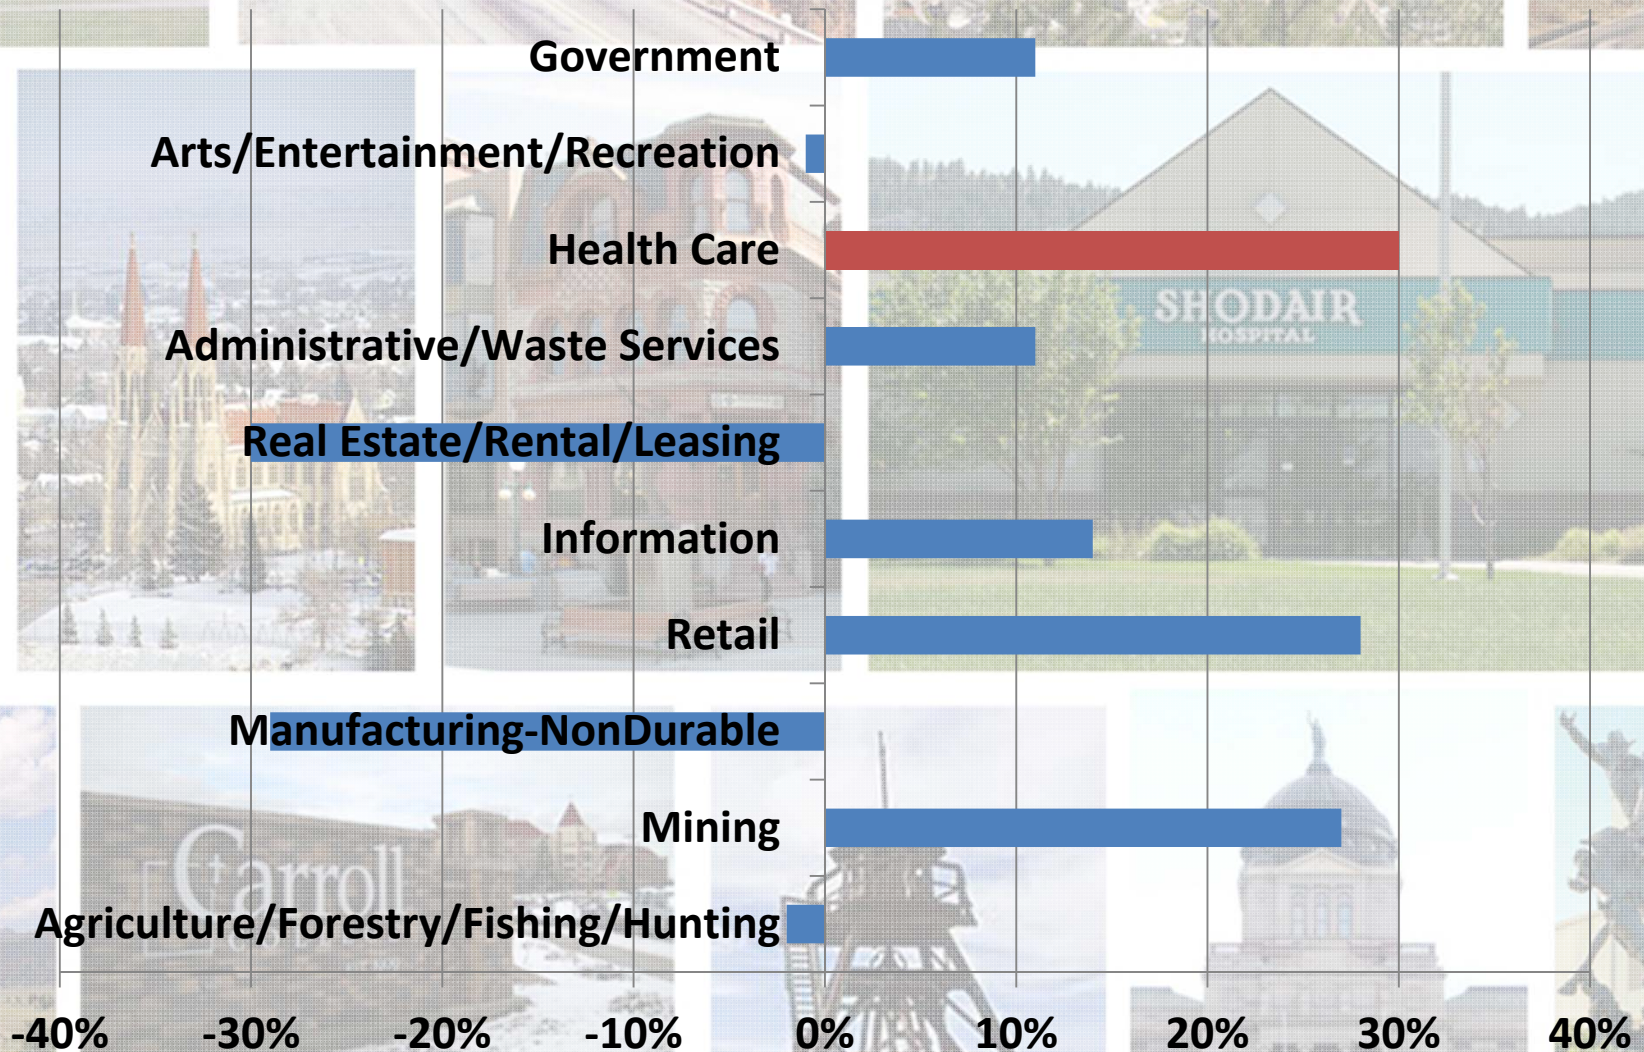 Government
Arts/Entertainment/Recreation
Health Care
Administrative/Waste Services
Real Estate/Rental/Leasing
Information
Retail
Manufacturing-NonDurable
Mining
Agriculture/Forestry/Fishing/Hunting
-40% -30% -20% -10% 0% 10% 20% 30% 40%
SHODAIR
HOSPITAL
Carroll